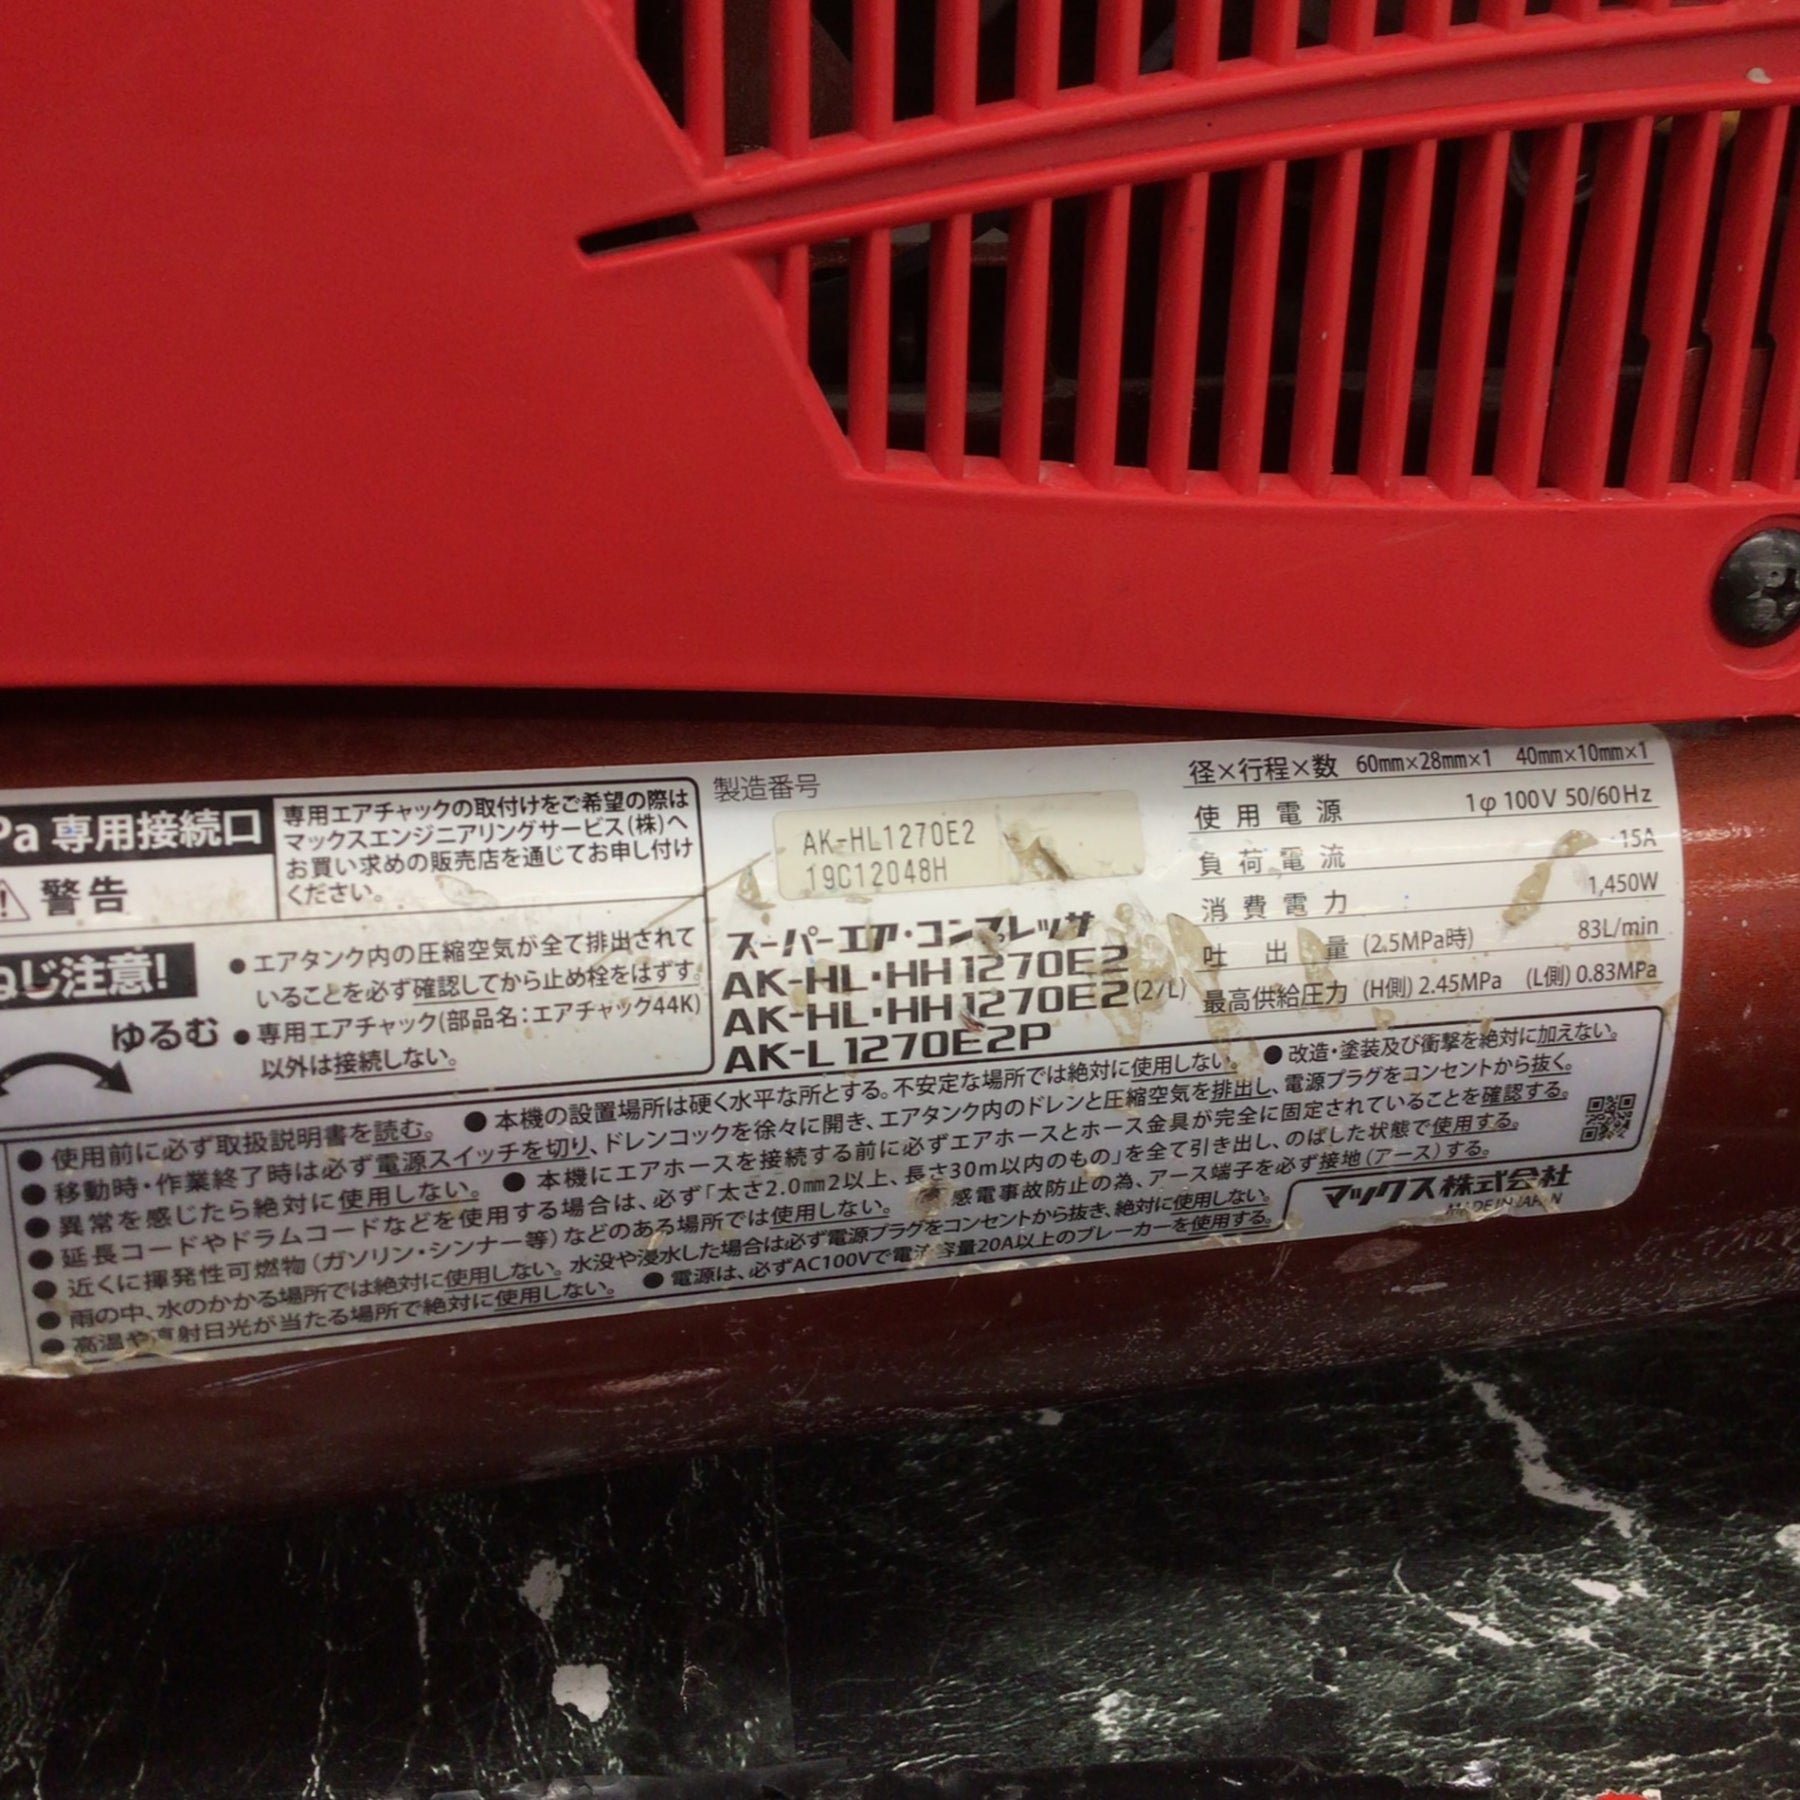 Pa 専用接続口
専用エアチャックの取付けをご希望の際は
マックスエンジニアリングサービス(株)へ
お買い求めの販売店を通じてお申し付け
ください。
警告
ねじ注意!
ゆるむ
●エアタンク内の圧縮空気が全て排出されて
いることを必ず確認してから止め栓をはずす。
●専用エアチャック(部品名:エアチャック44K)
以外は接続しない。
製造番号
AK-HL1270E2
19C12048H
スーパーエア・コンプレッサ
AK-HL・HH1270E2
AK-HL・HH1270E2(2/L)
AK-L1270E2P
径×行程×数 60mm×28mm×1 40mm×10mm×1
使用電源 1φ 100V 50/60Hz
負荷電流 15A
消費電力 1,450W
吐出量 (2.5MPa時) 83L/min
最高供給圧力 (H側) 2.45MPa (L側) 0.83MPa
●使用前に必ず取扱説明書を読む。 ●本機の設置場所は硬く水平な所とする。不安定な場所では絶対に使用しない。 ●改造・塗装及び衝撃を絶対に加えない。
●移動時・作業終了時は必ず電源スイッチを切り、ドレンコックを徐々に開き、エアタンク内のドレンと圧縮空気を排出し、電源プラグをコンセントから抜く。
●異常を感じたら絶対に使用しない。 ●本機にエアホースを接続する前に必ずエアホースとホース金具が完全に固定されていることを確認する。
●延長コードやドラムコードなどを使用する場合は、必ず「太さ2.0mm2以上、長さ30m以内のもの」を全て引き出し、のばした状態で使用する。
●近くに揮発性可燃物(ガソリン・シンナー等)などのある場所では使用しない。 ●感電事故防止の為、アース端子を必ず接地(アース)する。
●雨の中、水のかかる場所では絶対に使用しない。水没や浸水した場合は必ず電源プラグをコンセントから抜き、絶対に使用しない。
●高温や直射日光が当たる場所で絶対に使用しない。 ●電源は、必ずAC100Vで電流容量20A以上のブレーカーを使用する。
マックス株式会社
MADE IN JAPAN